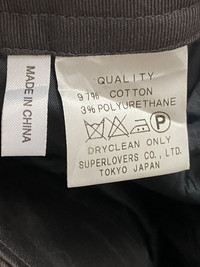 MADE IN CHINA
QUALITY
97% COTTON
3% POLYURETHANE
P
DRYCLEAN ONLY
SUPERLOVERS CO., LTD.
TOKYO JAPAN